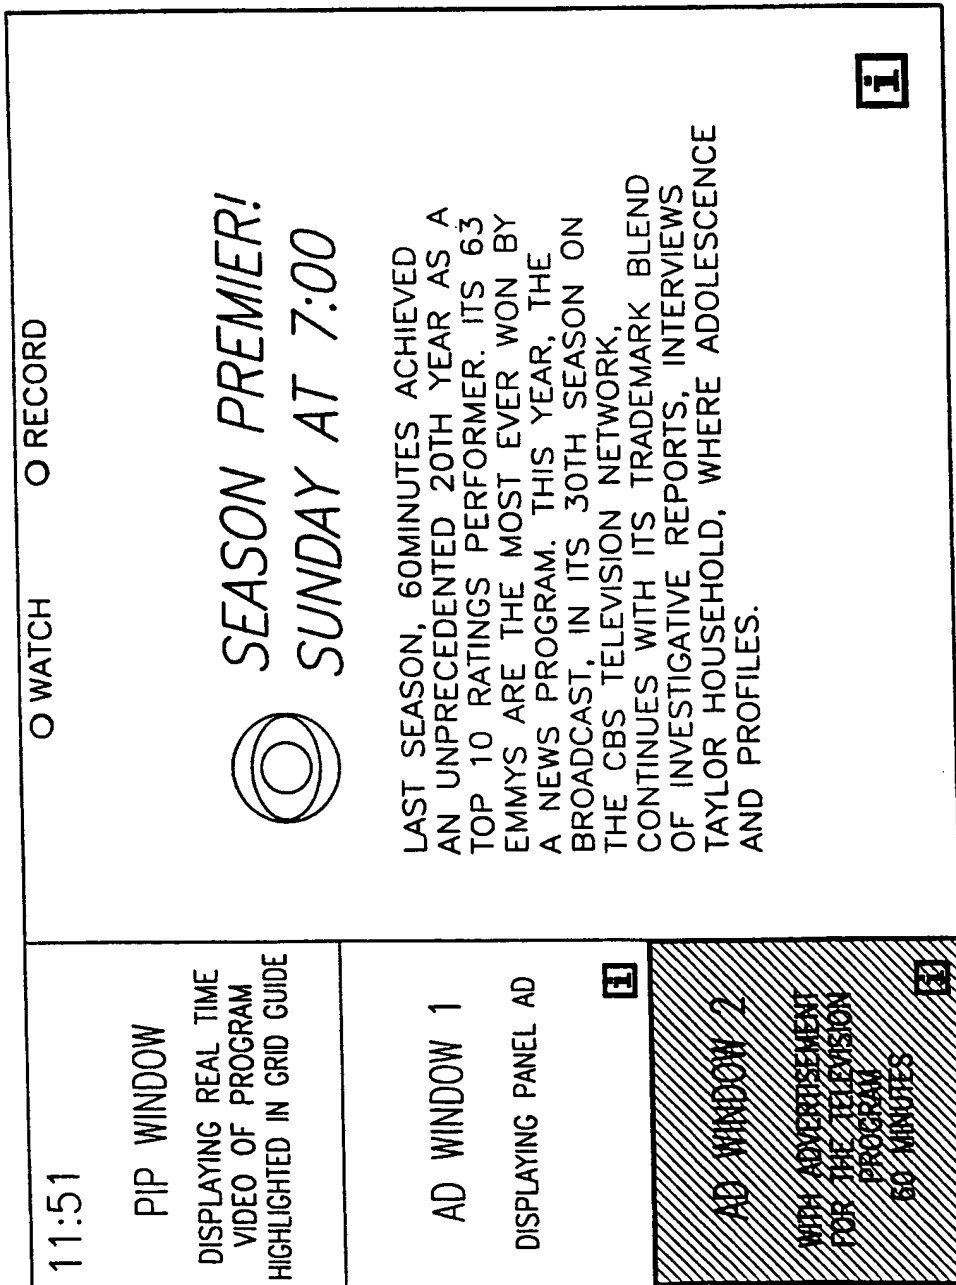 11:51
O WATCH O RECORD
PIP WINDOW
DISPLAYING REAL TIME
VIDEO OF PROGRAM
HIGHLIGHTED IN GRID GUIDE
AD WINDOW 1
DISPLAYING PANEL AD
i
AD WINDOW 2
WITH ADVERTISEMENT
FOR THE TELEVISION
PROGRAM
60 MINUTES
i
SEASON PREMIER!
SUNDAY AT 7:00
LAST SEASON, 60MINUTES ACHIEVED
AN UNPRECEDENTED 20TH YEAR AS A
TOP 10 RATINGS PERFORMER. ITS 63
EMMYS ARE THE MOST EVER WON BY
A NEWS PROGRAM. THIS YEAR, THE
BROADCAST, IN ITS 30TH SEASON ON
THE CBS TELEVISION NETWORK,
CONTINUES WITH ITS TRADEMARK BLEND
OF INVESTIGATIVE REPORTS, INTERVIEWS
TAYLOR HOUSEHOLD, WHERE ADOLESCENCE
AND PROFILES.
i